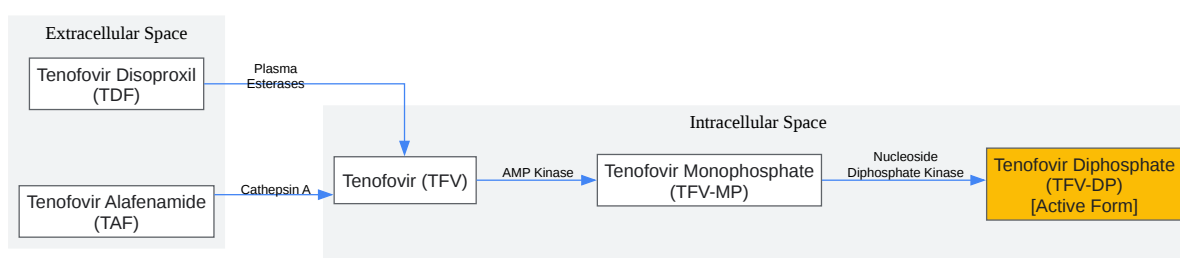 Extracellular Space
Tenofovir Disoproxil
(TDF)
Plasma
Esterases
Intracellular Space
Tenofovir Alafenamide
(TAF)
Cathepsin A
Tenofovir (TFV)
AMP Kinase
Tenofovir Monophosphate
(TFV-MP)
Nucleoside
Diphosphate Kinase
Tenofovir Diphosphate
(TFV-DP)
[Active Form]